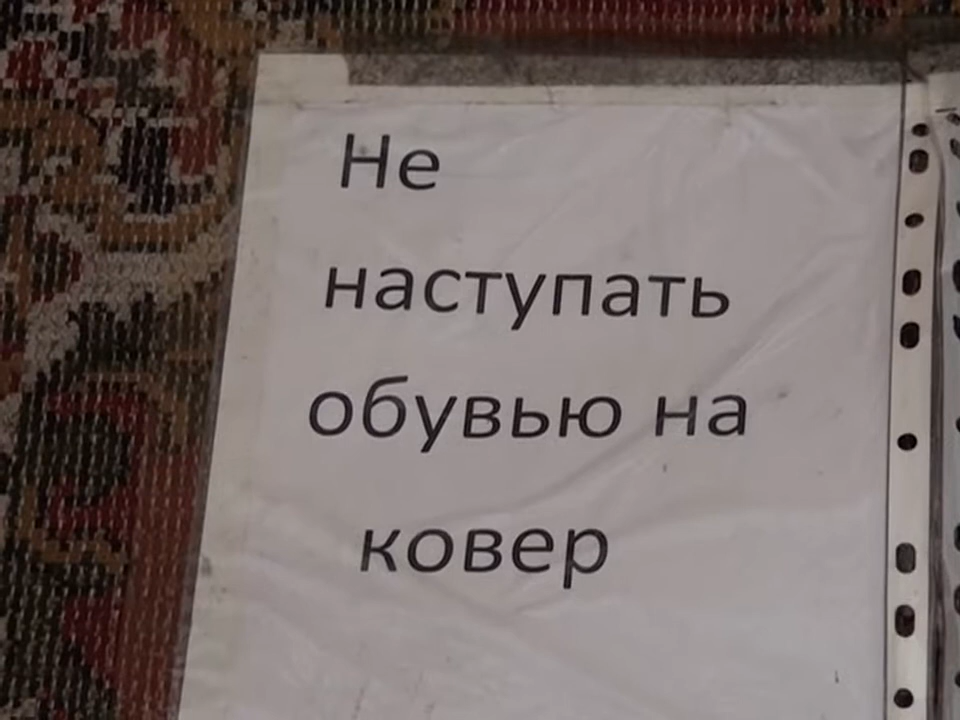 Не
наступать
обувью на
ковер